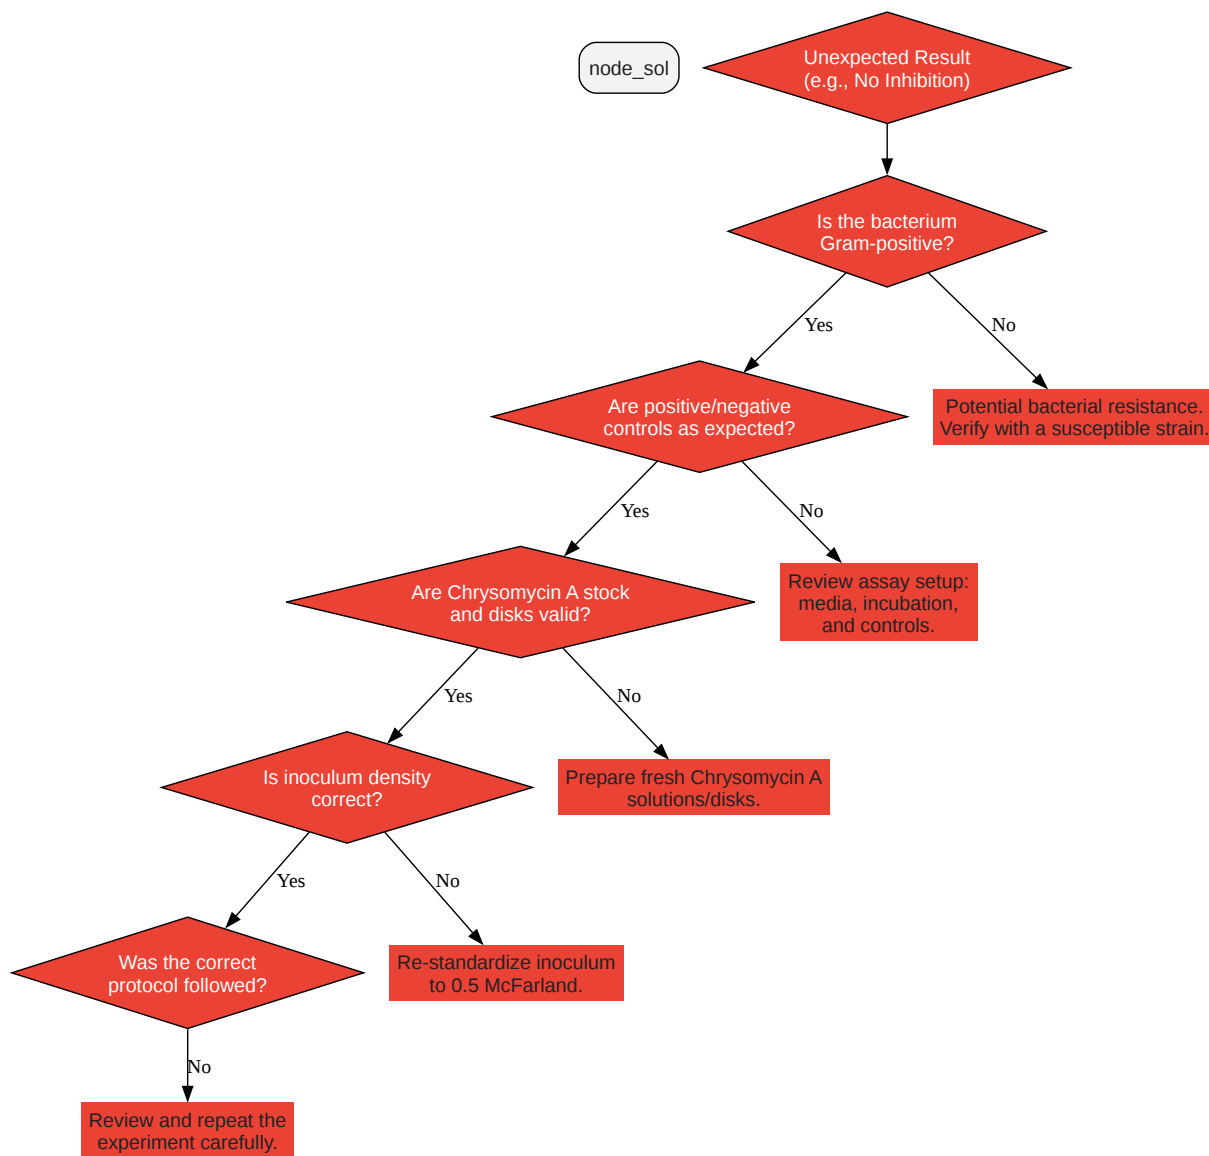 node_sol
Unexpected Result
(e.g., No Inhibition)
Is the bacterium
Gram-positive?
Yes
No
Are positive/negative
controls as expected?
Potential bacterial resistance.
Verify with a susceptible strain.
Yes
No
Are Chrysomycin A stock
and disks valid?
Review assay setup:
media, incubation,
and controls.
Yes
No
Is inoculum density
correct?
Prepare fresh Chrysomycin A
solutions/disks.
Yes
No
Was the correct
protocol followed?
Re-standardize inoculum
to 0.5 McFarland.
No
Review and repeat the
experiment carefully.